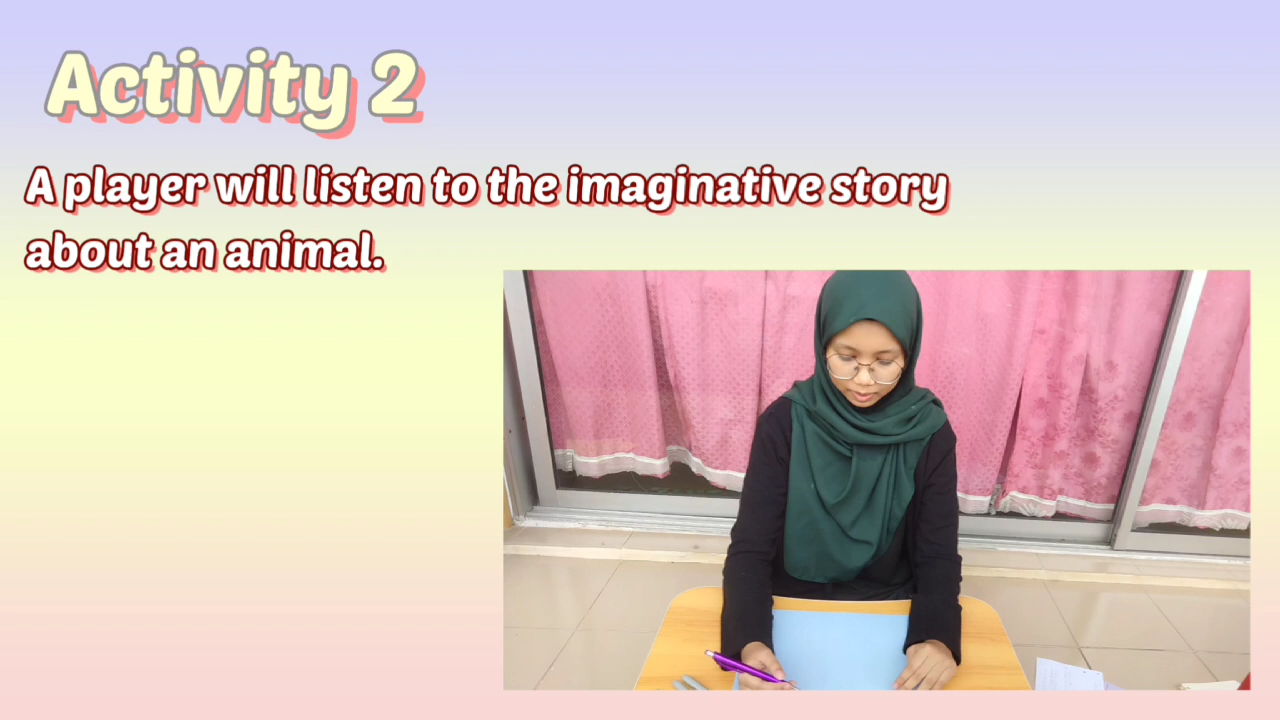 Activity 2
A player will listen to the imaginative story
about an animal.